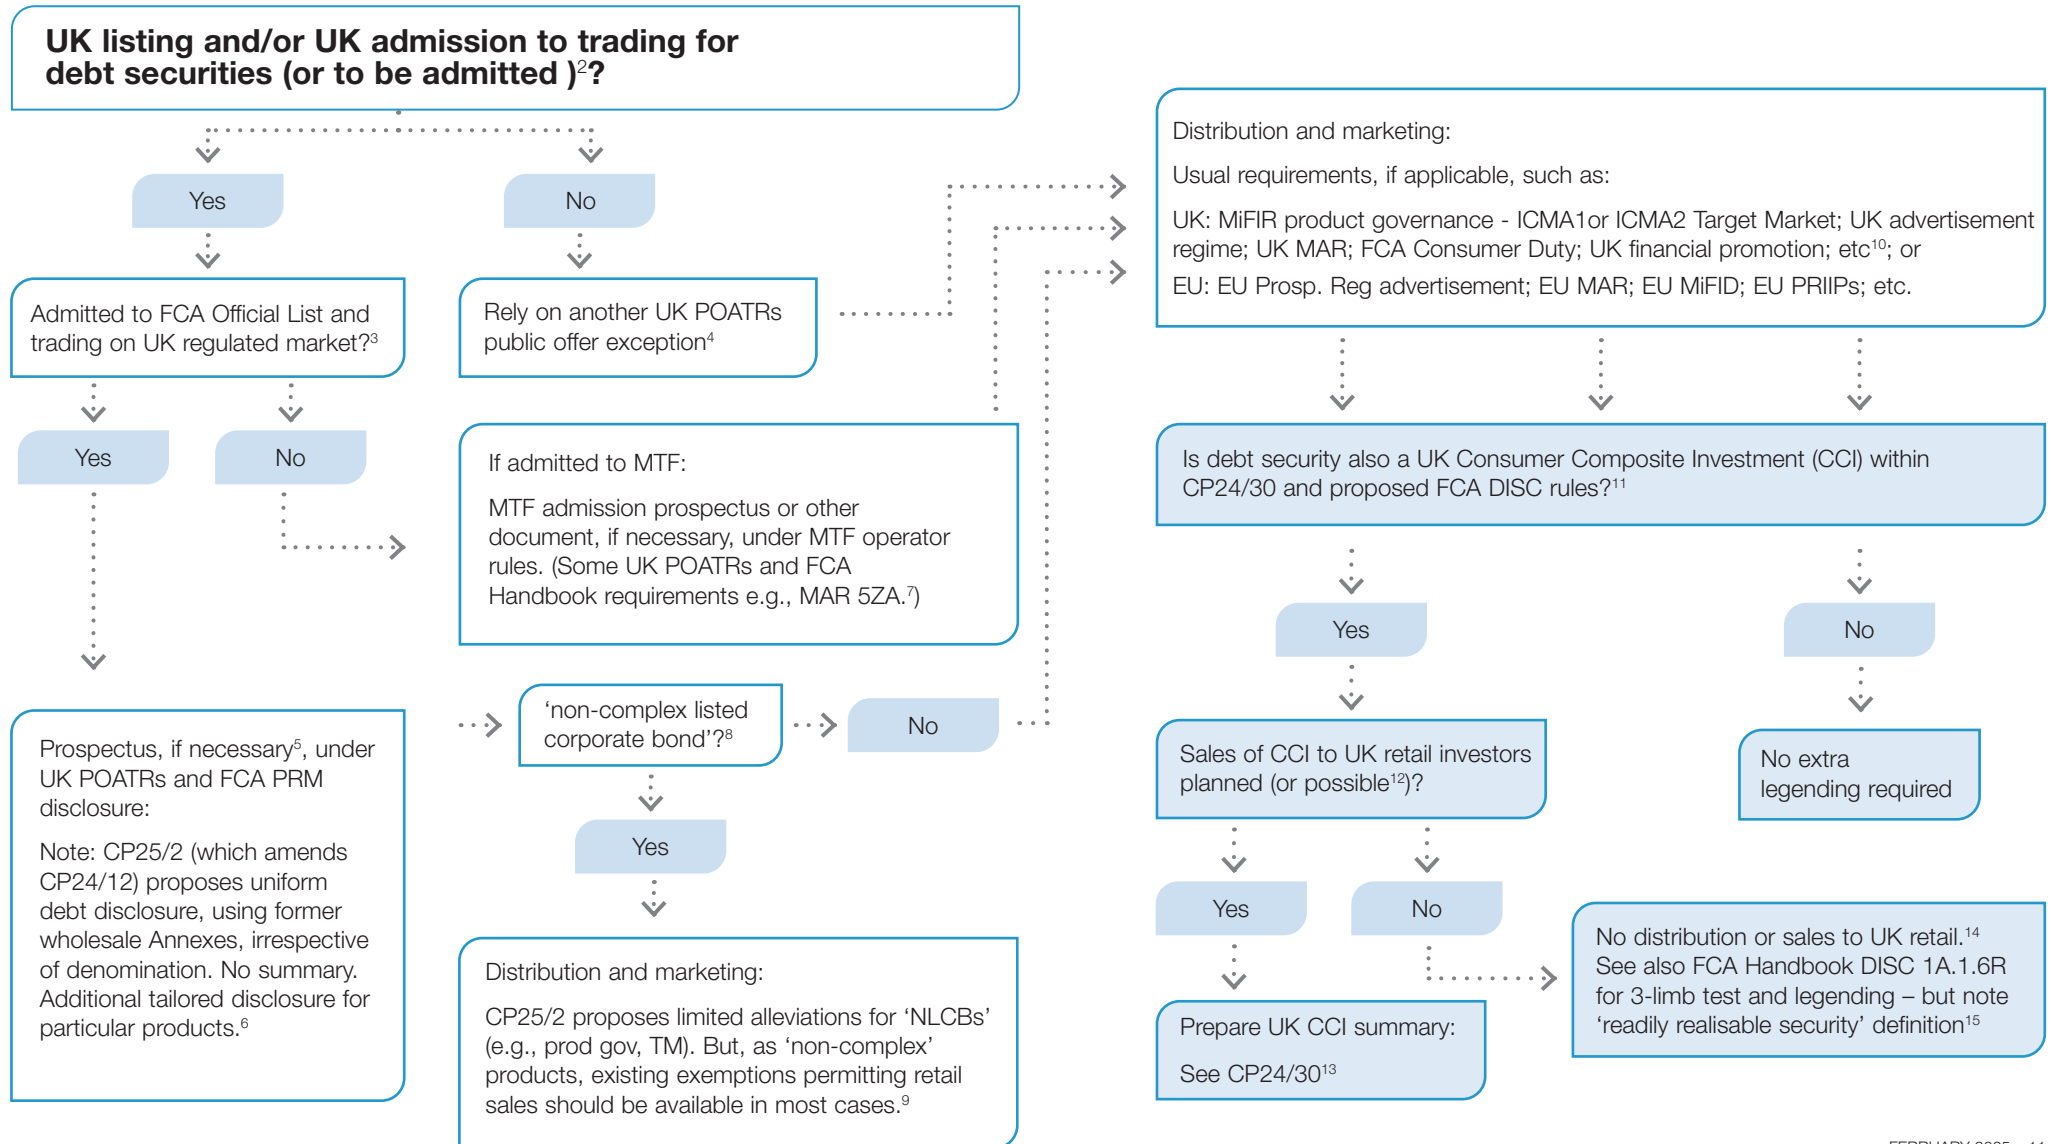 UK listing and/or UK admission to trading for
debt securities (or to be admitted )2?
Yes
No
Admitted to FCA Official List and
trading on UK regulated market?3
Rely on another UK POATRs
public offer exception4
Yes
No
If admitted to MTF:
MTF admission prospectus or other
document, if necessary, under MTF operator
rules. (Some UK POATRs and FCA
Handbook requirements e.g., MAR 5ZA.7)
Prospectus, if necessary5, under
UK POATRs and FCA PRM
disclosure:
Note: CP25/2 (which amends
CP24/12) proposes uniform
debt disclosure, using former
wholesale Annexes, irrespective
of denomination. No summary.
Additional tailored disclosure for
particular products.6
‘non-complex listed
corporate bond’?8
No
Yes
Distribution and marketing:
CP25/2 proposes limited alleviations for ‘NLCBs’
(e.g., prod gov, TM). But, as ‘non-complex’
products, existing exemptions permitting retail
sales should be available in most cases.9
Distribution and marketing:
Usual requirements, if applicable, such as:
UK: MiFIR product governance - ICMA1or ICMA2 Target Market; UK advertisement
regime; UK MAR; FCA Consumer Duty; UK financial promotion; etc10; or
EU: EU Prosp. Reg advertisement; EU MAR; EU MiFID; EU PRIIPs; etc.
Is debt security also a UK Consumer Composite Investment (CCI) within
CP24/30 and proposed FCA DISC rules?11
Yes
No
Sales of CCI to UK retail investors
planned (or possible12)?
No extra
legending required
Yes
No
Prepare UK CCI summary:
See CP24/3013
No distribution or sales to UK retail.14
See also FCA Handbook DISC 1A.1.6R
for 3-limb test and legending – but note
‘readily realisable security’ definition15